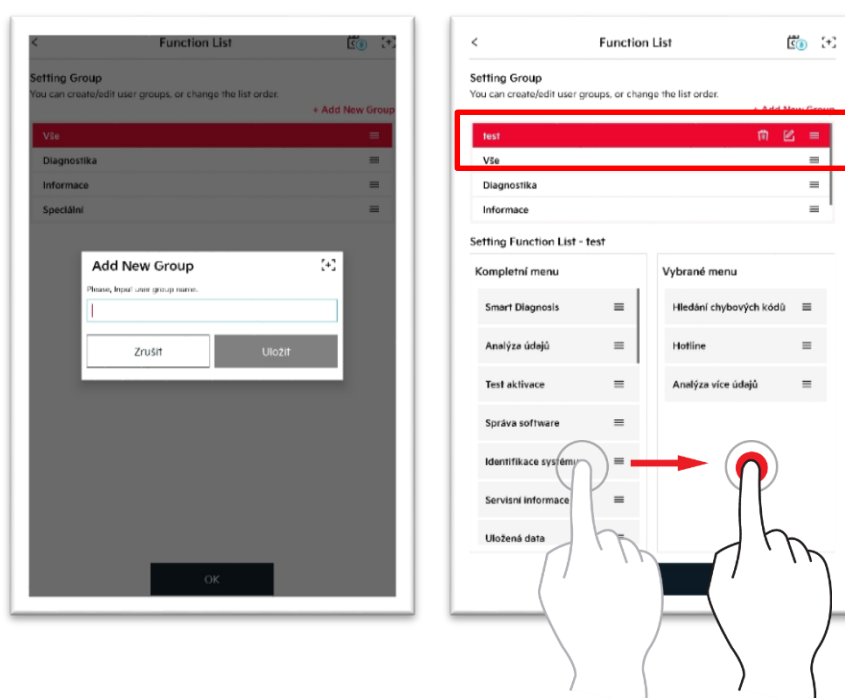 Function List
Setting Group
You can create/edit user groups, or change the list order.
+ Add New Group
Vše
Diagnostika
Informace
Speciální
Add New Group
Please, Input user group name.
Zrušit
Uložit
OK
Function List
Setting Group
You can create/edit user groups, or change the list order.
+ Add New Group
test
Vše
Diagnostika
Informace
Setting Function List - test
Kompletní menu
Smart Diagnosis
Analýza údajů
Test aktivace
Správa software
Identifikace systému
Servisní informace
Uložená data
Vybrané menu
Hledání chybových kódů
Hotline
Analýza více údajů